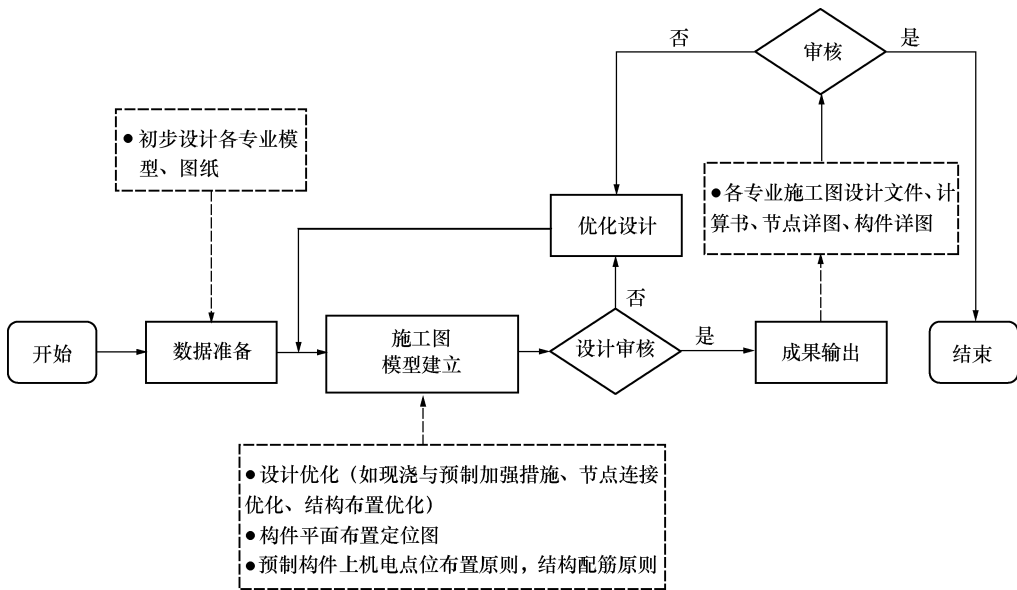 否
审核
是
● 初步设计各专业模
型、图纸
●各专业施工图设计文件、计
算书、节点详图、构件详图
优化设计
否
开始
数据准备
施工图
模型建立
设计审核
是
成果输出
结束
●设计优化（如现浇与预制加强措施、节点连接
优化、结构布置优化）
●构件平面布置定位图
●预制构件上机电点位布置原则，结构配筋原则